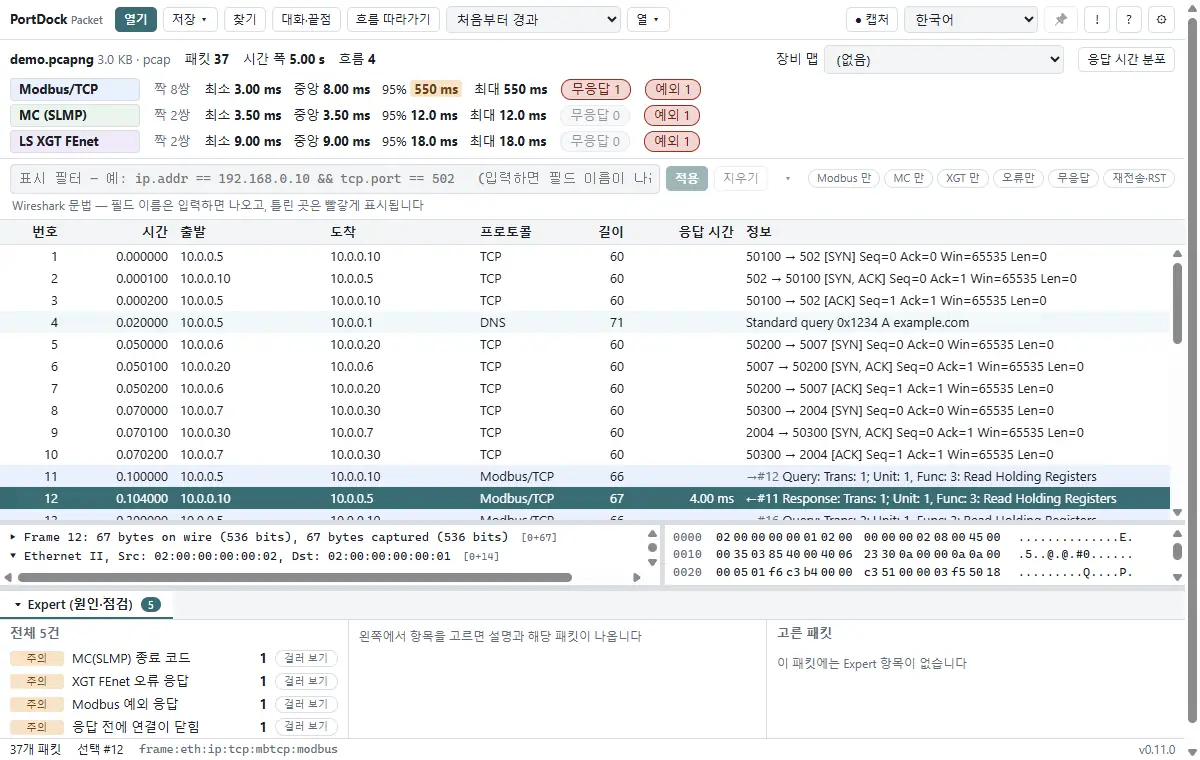 PortDock Packet 열기 저장 ▾ 찾기 대화·끝점 흐름 따라가기 처음부터 경과 열 ▾ ● 캡처 한국어 ! ?
demo.pcapng 3.0 KB · pcap 패킷 37 시간 폭 5.00 s 흐름 4 장비 맵 (없음) 응답 시간 분포
Modbus/TCP 짝 8쌍 최소 3.00 ms 중앙 8.00 ms 95% 550 ms 최대 550 ms 무응답 1 예외 1
MC (SLMP) 짝 2쌍 최소 3.50 ms 중앙 3.50 ms 95% 12.0 ms 최대 12.0 ms 무응답 0 예외 1
LS XGT FEnet 짝 2쌍 최소 9.00 ms 중앙 9.00 ms 95% 18.0 ms 최대 18.0 ms 무응답 0 예외 1
표시 필터 — 예: ip.addr == 192.168.0.10 && tcp.port == 502 (입력하면 필드 이름이 적용 지우기 ▾ Modbus 만 MC 만 XGT 만 오류만 무응답 재전송·RST
Wireshark 문법 — 필드 이름은 입력하면 나오고, 틀린 곳은 빨갛게 표시됩니다
번호 시간 출발 도착 프로토콜 길이 응답 시간 정보
1 0.000000 10.0.0.5 10.0.0.10 TCP 60 50100 → 502 [SYN] Seq=0 Ack=0 Win=65535 Len=0
2 0.000100 10.0.0.10 10.0.0.5 TCP 60 502 → 50100 [SYN, ACK] Seq=0 Ack=1 Win=65535 Len=0
3 0.000200 10.0.0.5 10.0.0.10 TCP 60 50100 → 502 [ACK] Seq=1 Ack=1 Win=65535 Len=0
4 0.020000 10.0.0.5 10.0.0.1 DNS 71 Standard query 0x1234 A example.com
5 0.050000 10.0.0.6 10.0.0.20 TCP 60 50200 → 5007 [SYN] Seq=0 Ack=0 Win=65535 Len=0
6 0.050100 10.0.0.20 10.0.0.6 TCP 60 5007 → 50200 [SYN, ACK] Seq=0 Ack=1 Win=65535 Len=0
7 0.050200 10.0.0.6 10.0.0.20 TCP 60 50200 → 5007 [ACK] Seq=1 Ack=1 Win=65535 Len=0
8 0.070000 10.0.0.7 10.0.0.30 TCP 60 50300 → 2004 [SYN] Seq=0 Ack=0 Win=65535 Len=0
9 0.070100 10.0.0.30 10.0.0.7 TCP 60 2004 → 50300 [SYN, ACK] Seq=0 Ack=1 Win=65535 Len=0
10 0.070200 10.0.0.7 10.0.0.30 TCP 60 50300 → 2004 [ACK] Seq=1 Ack=1 Win=65535 Len=0
11 0.100000 10.0.0.5 10.0.0.10 Modbus/TCP 66 →#12 Query: Trans: 1; Unit: 1, Func: 3: Read Holding Registers
12 0.104000 10.0.0.10 10.0.0.5 Modbus/TCP 67 4.00 ms ←#11 Response: Trans: 1; Unit: 1, Func: 3: Read Holding Registers
▸ Frame 12: 67 bytes on wire (536 bits), 67 bytes captured (536 bits) [0+67]
▾ Ethernet II, Src: 02:00:00:00:00:02, Dst: 02:00:00:00:00:01 [0+14]
0000 02 00 00 00 00 01 02 00 00 00 00 02 08 00 45 00 ..............E.
0010 00 35 03 85 40 00 40 06 23 30 0a 00 00 0a 0a 00 .5..@.@.#0......
0020 00 05 01 f6 c3 b4 00 00 c3 51 00 00 03 f5 50 18 .........Q....P.
▾ Expert (원인·점검) 5
전체 5건
주의 MC(SLMP) 종료 코드 1 걸러 보기
주의 XGT FEnet 오류 응답 1 걸러 보기
주의 Modbus 예외 응답 1 걸러 보기
주의 응답 전에 연결이 닫힘 1 걸러 보기
왼쪽에서 항목을 고르면 설명과 해당 패킷이 나옵니다
고른 패킷
이 패킷에는 Expert 항목이 없습니다
37개 패킷 선택 #12 frame:eth:ip:tcp:mbtcp:modbus v0.11.0